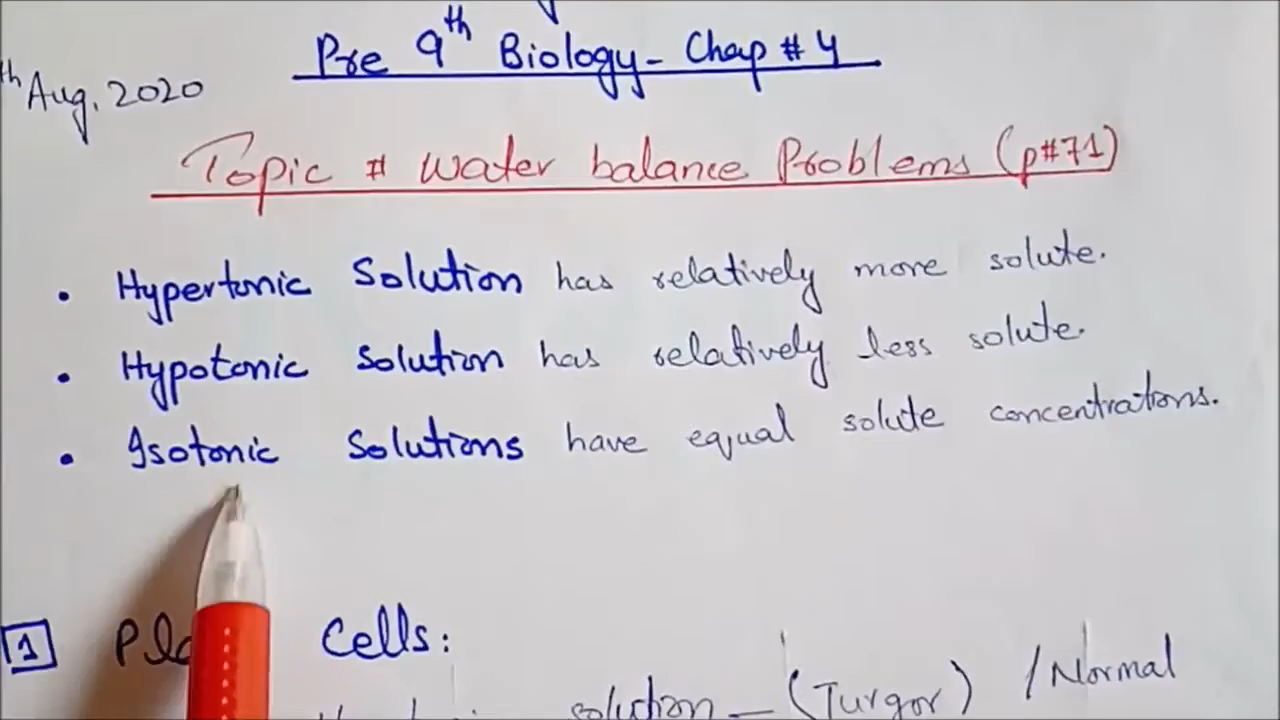 Pre 9th Biology - Chap # 4
th Aug, 2020
Topic # Water balance Problems (p#71)
• Hypertonic Solution has relatively more solute.
• Hypotonic Solution has relatively less solute.
• Isotonic Solutions have equal solute concentrations.
1 Cells:
solution - (Turgor) / Normal